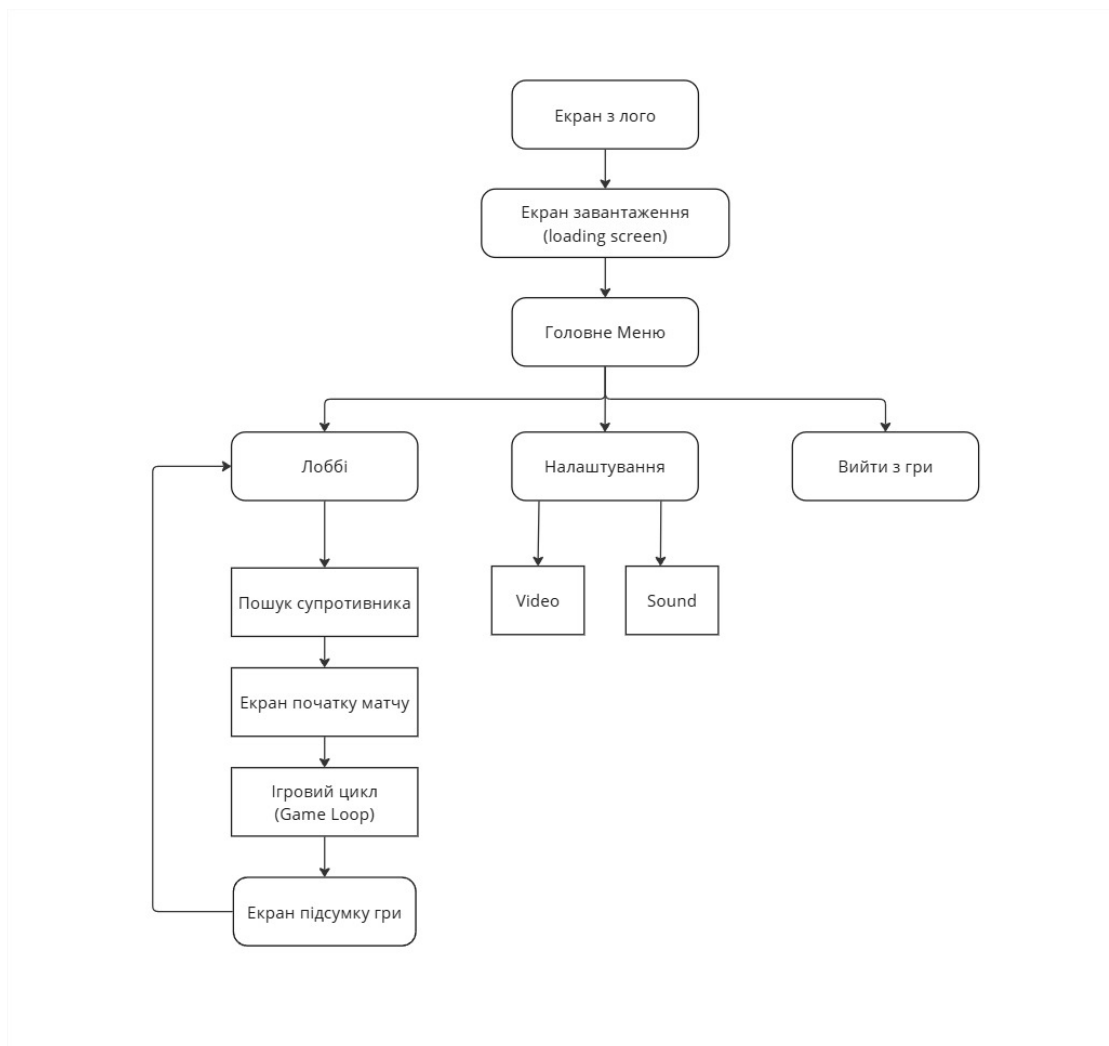 Екран з лого
Екран завантаження
(loading screen)
Головне Меню
Лоббі
Налаштування
Вийти з гри
Пошук супротивника
Video
Sound
Екран початку матчу
Ігровий цикл
(Game Loop)
Екран підсумку гри